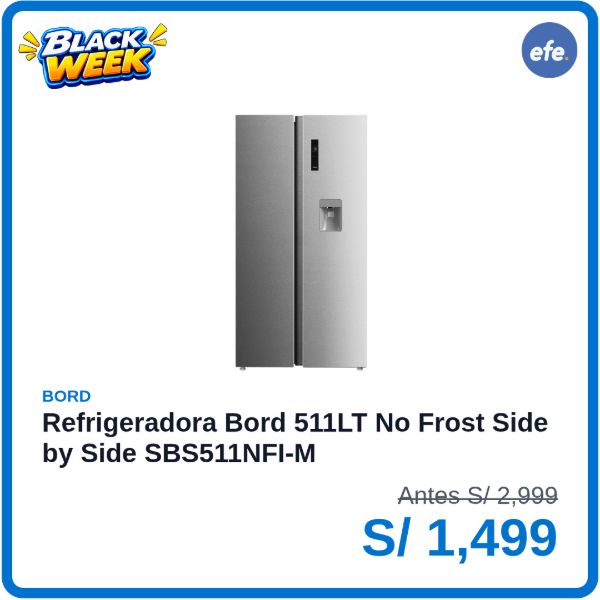 BLACK
WEEK
efe.
BORD
Refrigeradora Bord 511LT No Frost Side
by Side SBS511NFI-M
Antes S/ 2,999
S/ 1,499